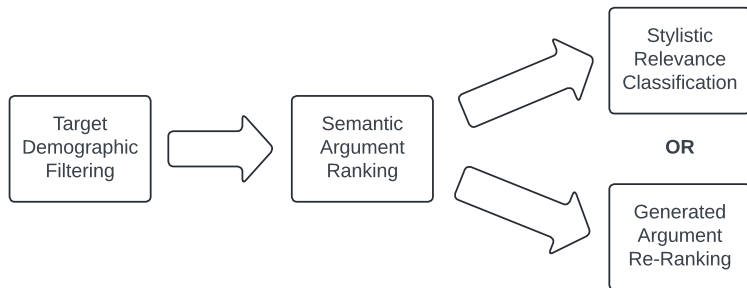 Target
Demographic
Filtering
Semantic
Argument
Ranking
Stylistic
Relevance
Classification
OR
Generated
Argument
Re-Ranking